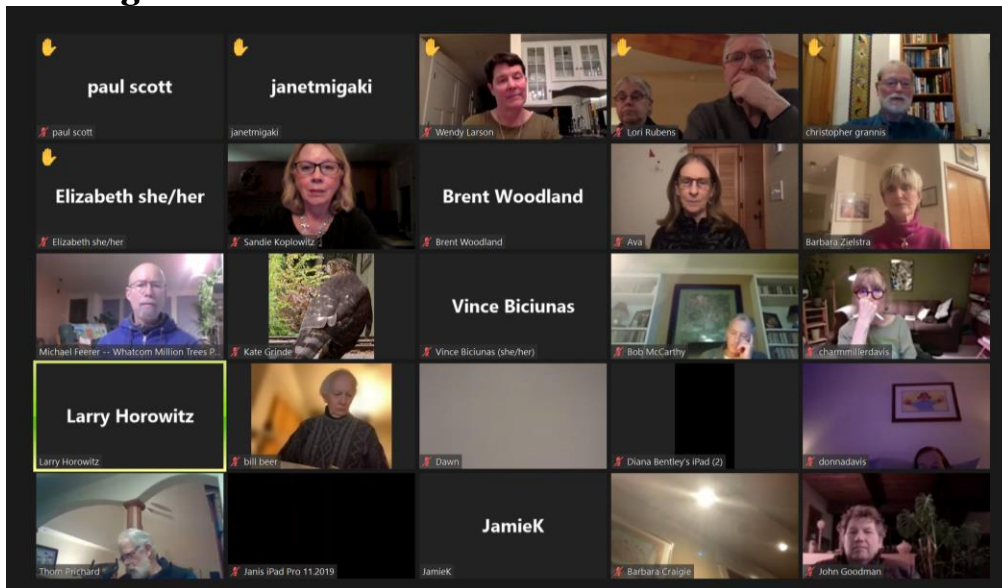 paul scott
paul scott
janetmigaki
janetmigaki
Wendy Larson
Lori Rubens
christopher grannis
Elizabeth she/her
Elizabeth she/her
Sandie Koplowitz
Brent Woodland
Brent Woodland
Ava
Barbara Zielstra
Michael Feerer -- Whatcom Million Trees P...
Kate Grinde
Vince Biciunas
Vince Biciunas (she/her)
Bob McCarthy
charmmillerdavis
Larry Horowitz
Larry Horowitz
bill beer
Dawn
Diana Bentley's iPad (2)
donnadavis
Thom Prichard
Janis iPad Pro 11.2019
JamieK
JamieK
Barbara Craigie
John Goodman